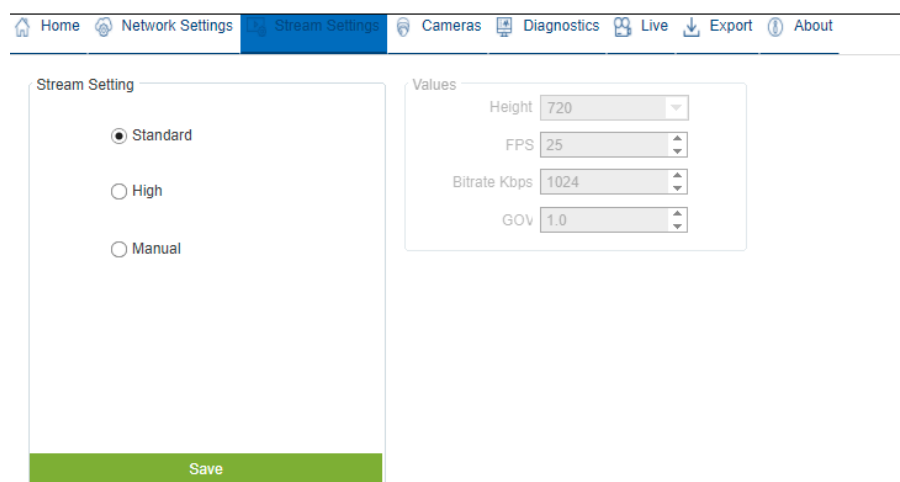 Home Network Settings Stream Settings Cameras Diagnostics Live Export About
Stream Setting
Standard
High
Manual
Save
Values
Height 720
FPS 25
Bitrate Kbps 1024
GOV 1.0